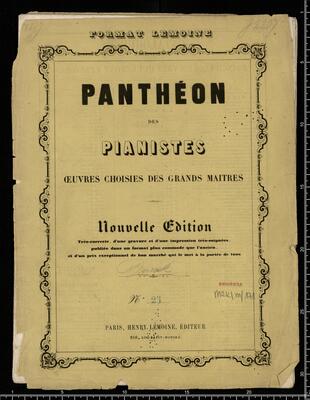 FORMAT LEMOINE
PANTHÉON
DES
PIANISTES
ŒUVRES CHOISIES DES GRANDS MAITRES
Nouvelle Edition
Très-correcte, d'une gravure et d'une impression très-soignées,
publiée dans un format plus commode que l'ancien
et d'un prix exceptionnel de bon marché qui le met à la portée de tous
No. 23
PARIS, HENRY LEMOINE, ÉDITEUR